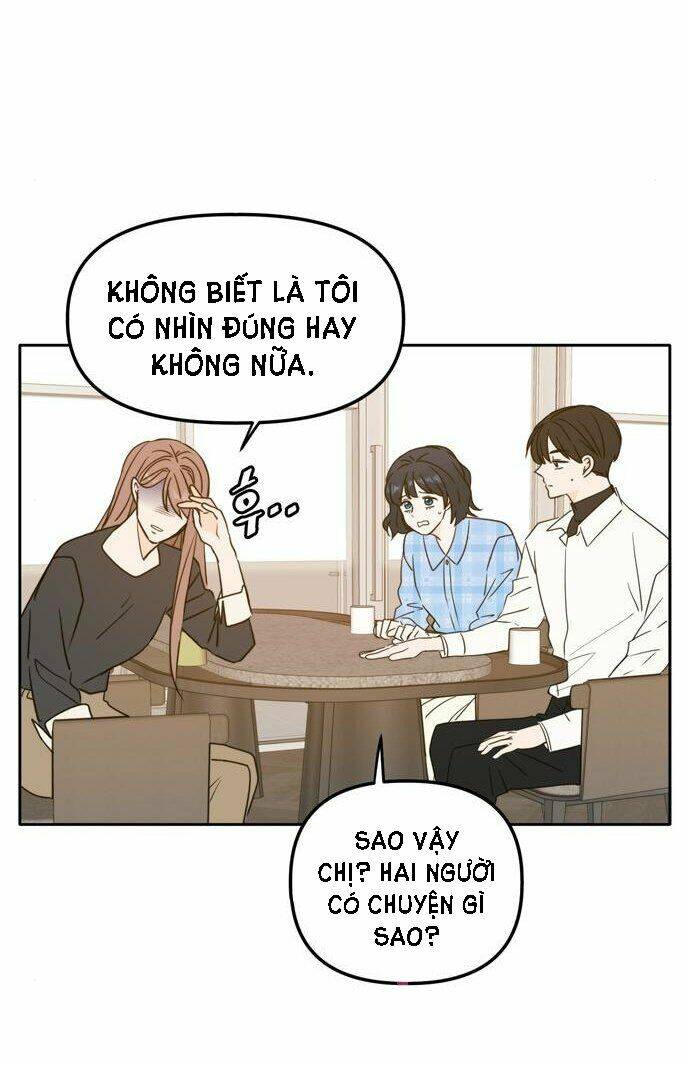 KHÔNG BIẾT LÀ TÔI
CÓ NHÌN ĐÚNG HAY
KHÔNG NỮA.
후..
SAO VẬY
CHỊ? HAI NGƯỜI
CÓ CHUYỆN GÌ
SAO?